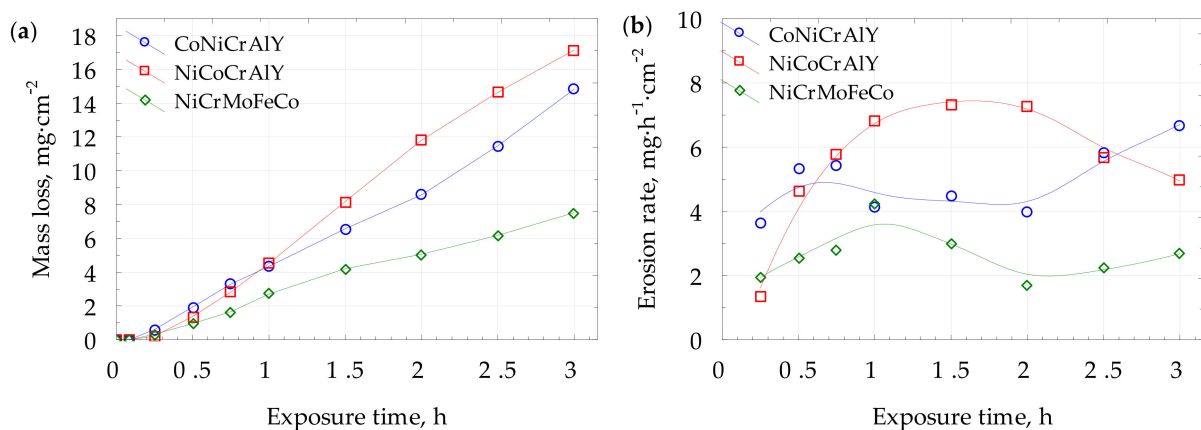 (a)
CoNiCrAlY
NiCoCrAlY
NiCrMoFeCo
Mass loss, mg·cm⁻²
18
16
14
12
10
8
6
4
2
0
0 0 .5 1 1 .5 2 2 .5 3
Exposure time, h
(b)
CoNiCrAlY
NiCoCrAlY
NiCrMoFeCo
Erosion rate, mg·h⁻¹·cm⁻²
10
8
6
4
2
0
0 0 .5 1 1 .5 2 2 .5 3
Exposure time, h